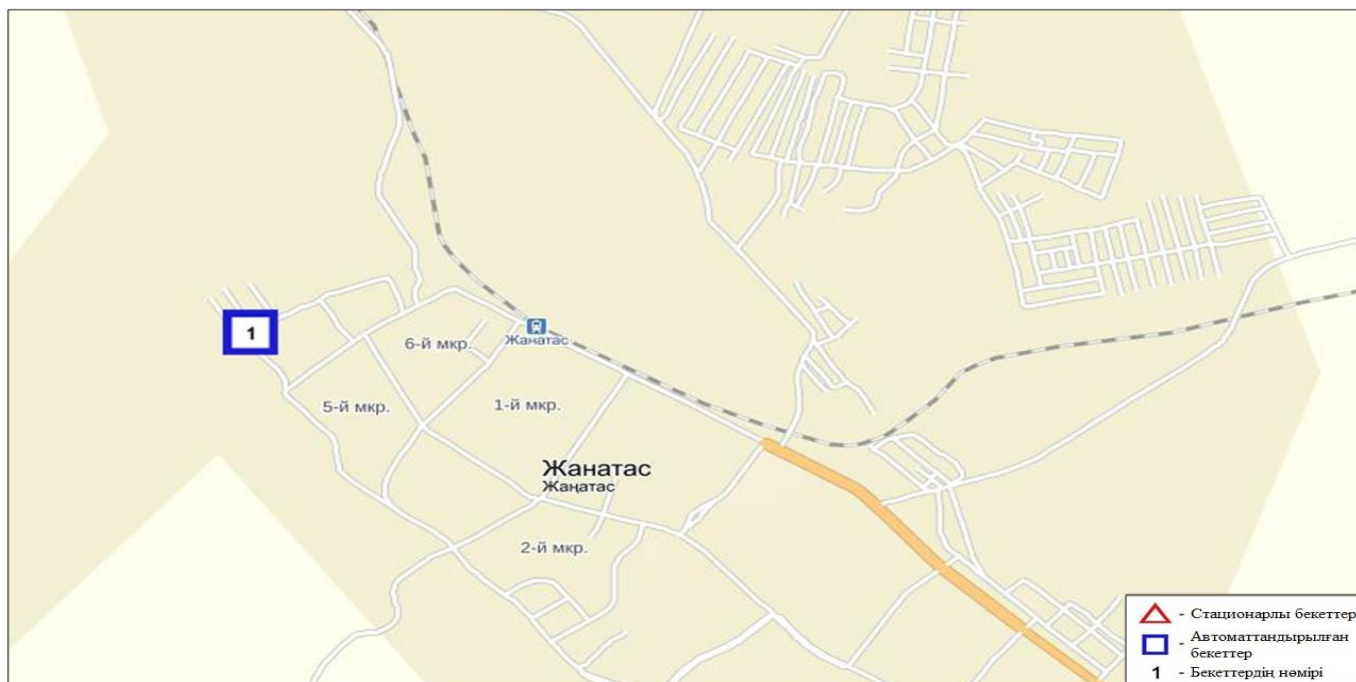 1
6-й мкр.
Жанатас
5-й мкр.
1-й мкр.
Жанатас
Жаңатас
2-й мкр.
- Стационарлы бекеттер
- Автоматтандырылған
бекеттер
1 - Бекеттердің нөмірі